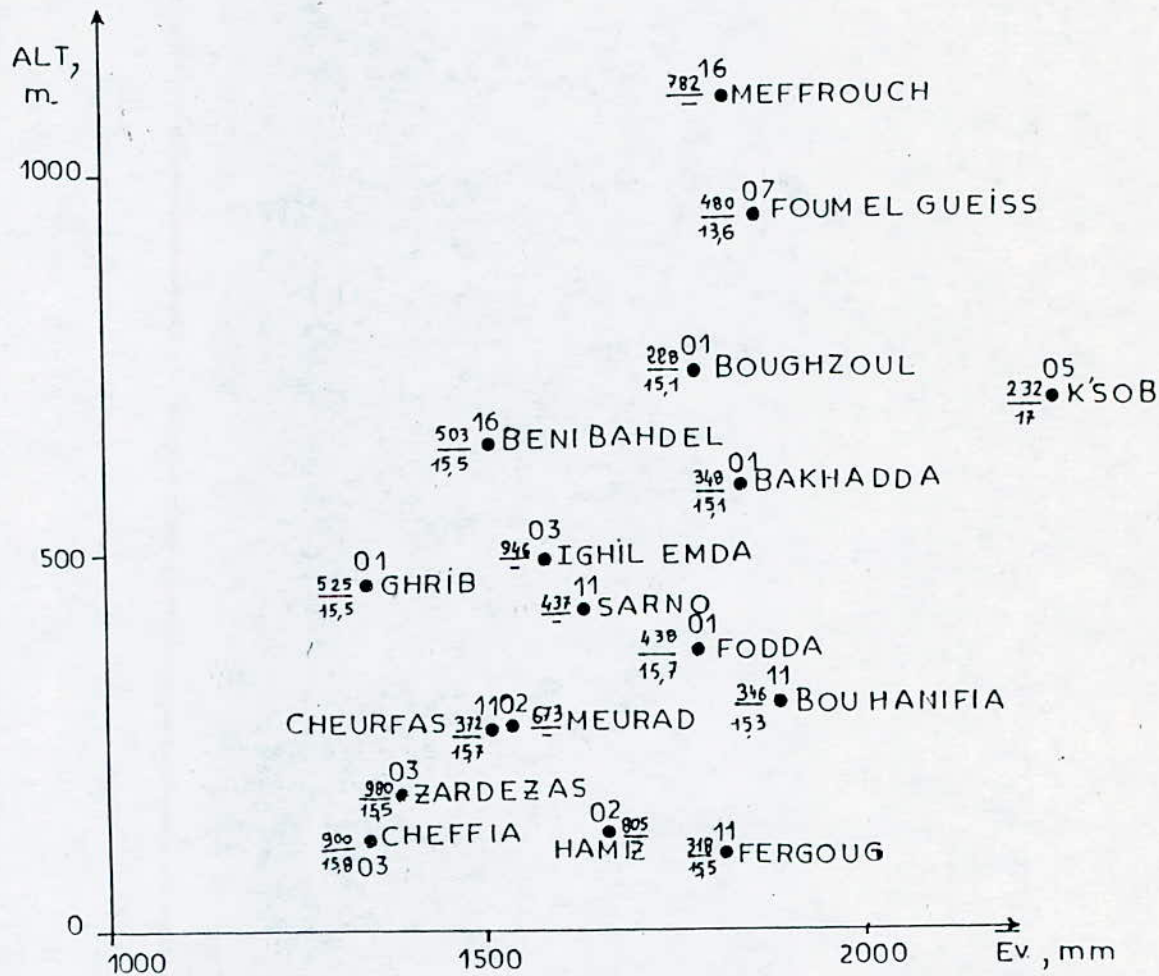 ALT,
m.
782 16
— MEFFROUCH
1000
480 07
13,6 FOUM EL GUEİSS
228 01
15,1 BOUGHZOUL
05
232 K'SOB
17
503 16
15,5 BENI BAHDEL
348 01
15,1 BAKHADDA
03
946 IGHİL EMDA
—
500
01
525 GHRİB
15,5
437 11
— SARNO
438 01
15,7 FODDA
346 11
15,3 BOU HANIFIA
CHEURFAS 372 11 02 673 MEURAD
15,7 —
980 03
15,5 ZARDEZAS
900 CHEFFIA
15,8 03
02 805
HAMIZ
318 11
15,5 FERGOUG
0
1000 1500 2000 Ev., mm